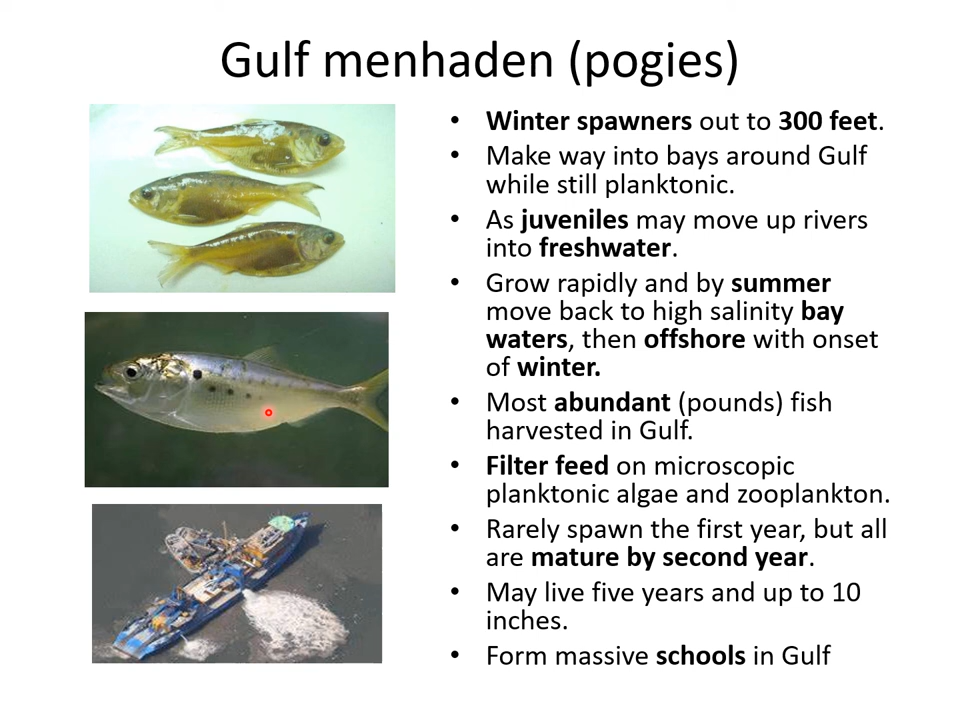 Gulf menhaden (pogies)
• Winter spawners out to 300 feet.
• Make way into bays around Gulf
while still planktonic.
• As juveniles may move up rivers
into freshwater.
• Grow rapidly and by summer
move back to high salinity bay
waters, then offshore with onset
of winter.
• Most abundant (pounds) fish
harvested in Gulf.
• Filter feed on microscopic
planktonic algae and zooplankton.
• Rarely spawn the first year, but all
are mature by second year.
• May live five years and up to 10
inches.
• Form massive schools in Gulf